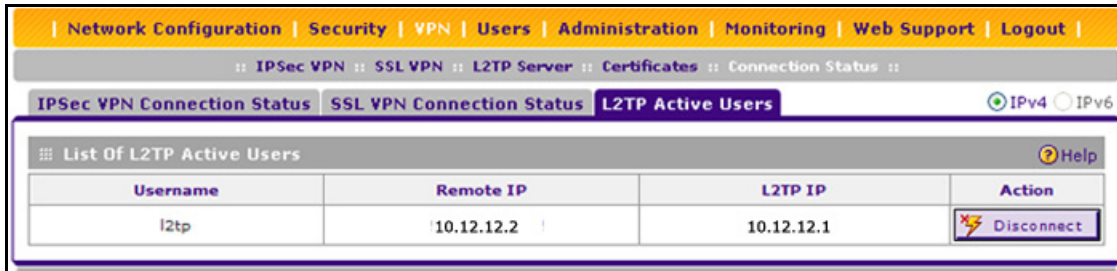 | Network Configuration | Security | VPN | Users | Administration | Monitoring | Web Support | Logout |
:: IPSec VPN :: SSL VPN :: L2TP Server :: Certificates :: Connection Status ::
IPSec VPN Connection Status L2TP Active Users SSL VPN Connection Status IPv4 IPv6
List Of L2TP Active Users Help
Username Remote IP L2TP IP Action
l2tp 10.12.12.2 10.12.12.1 Disconnect